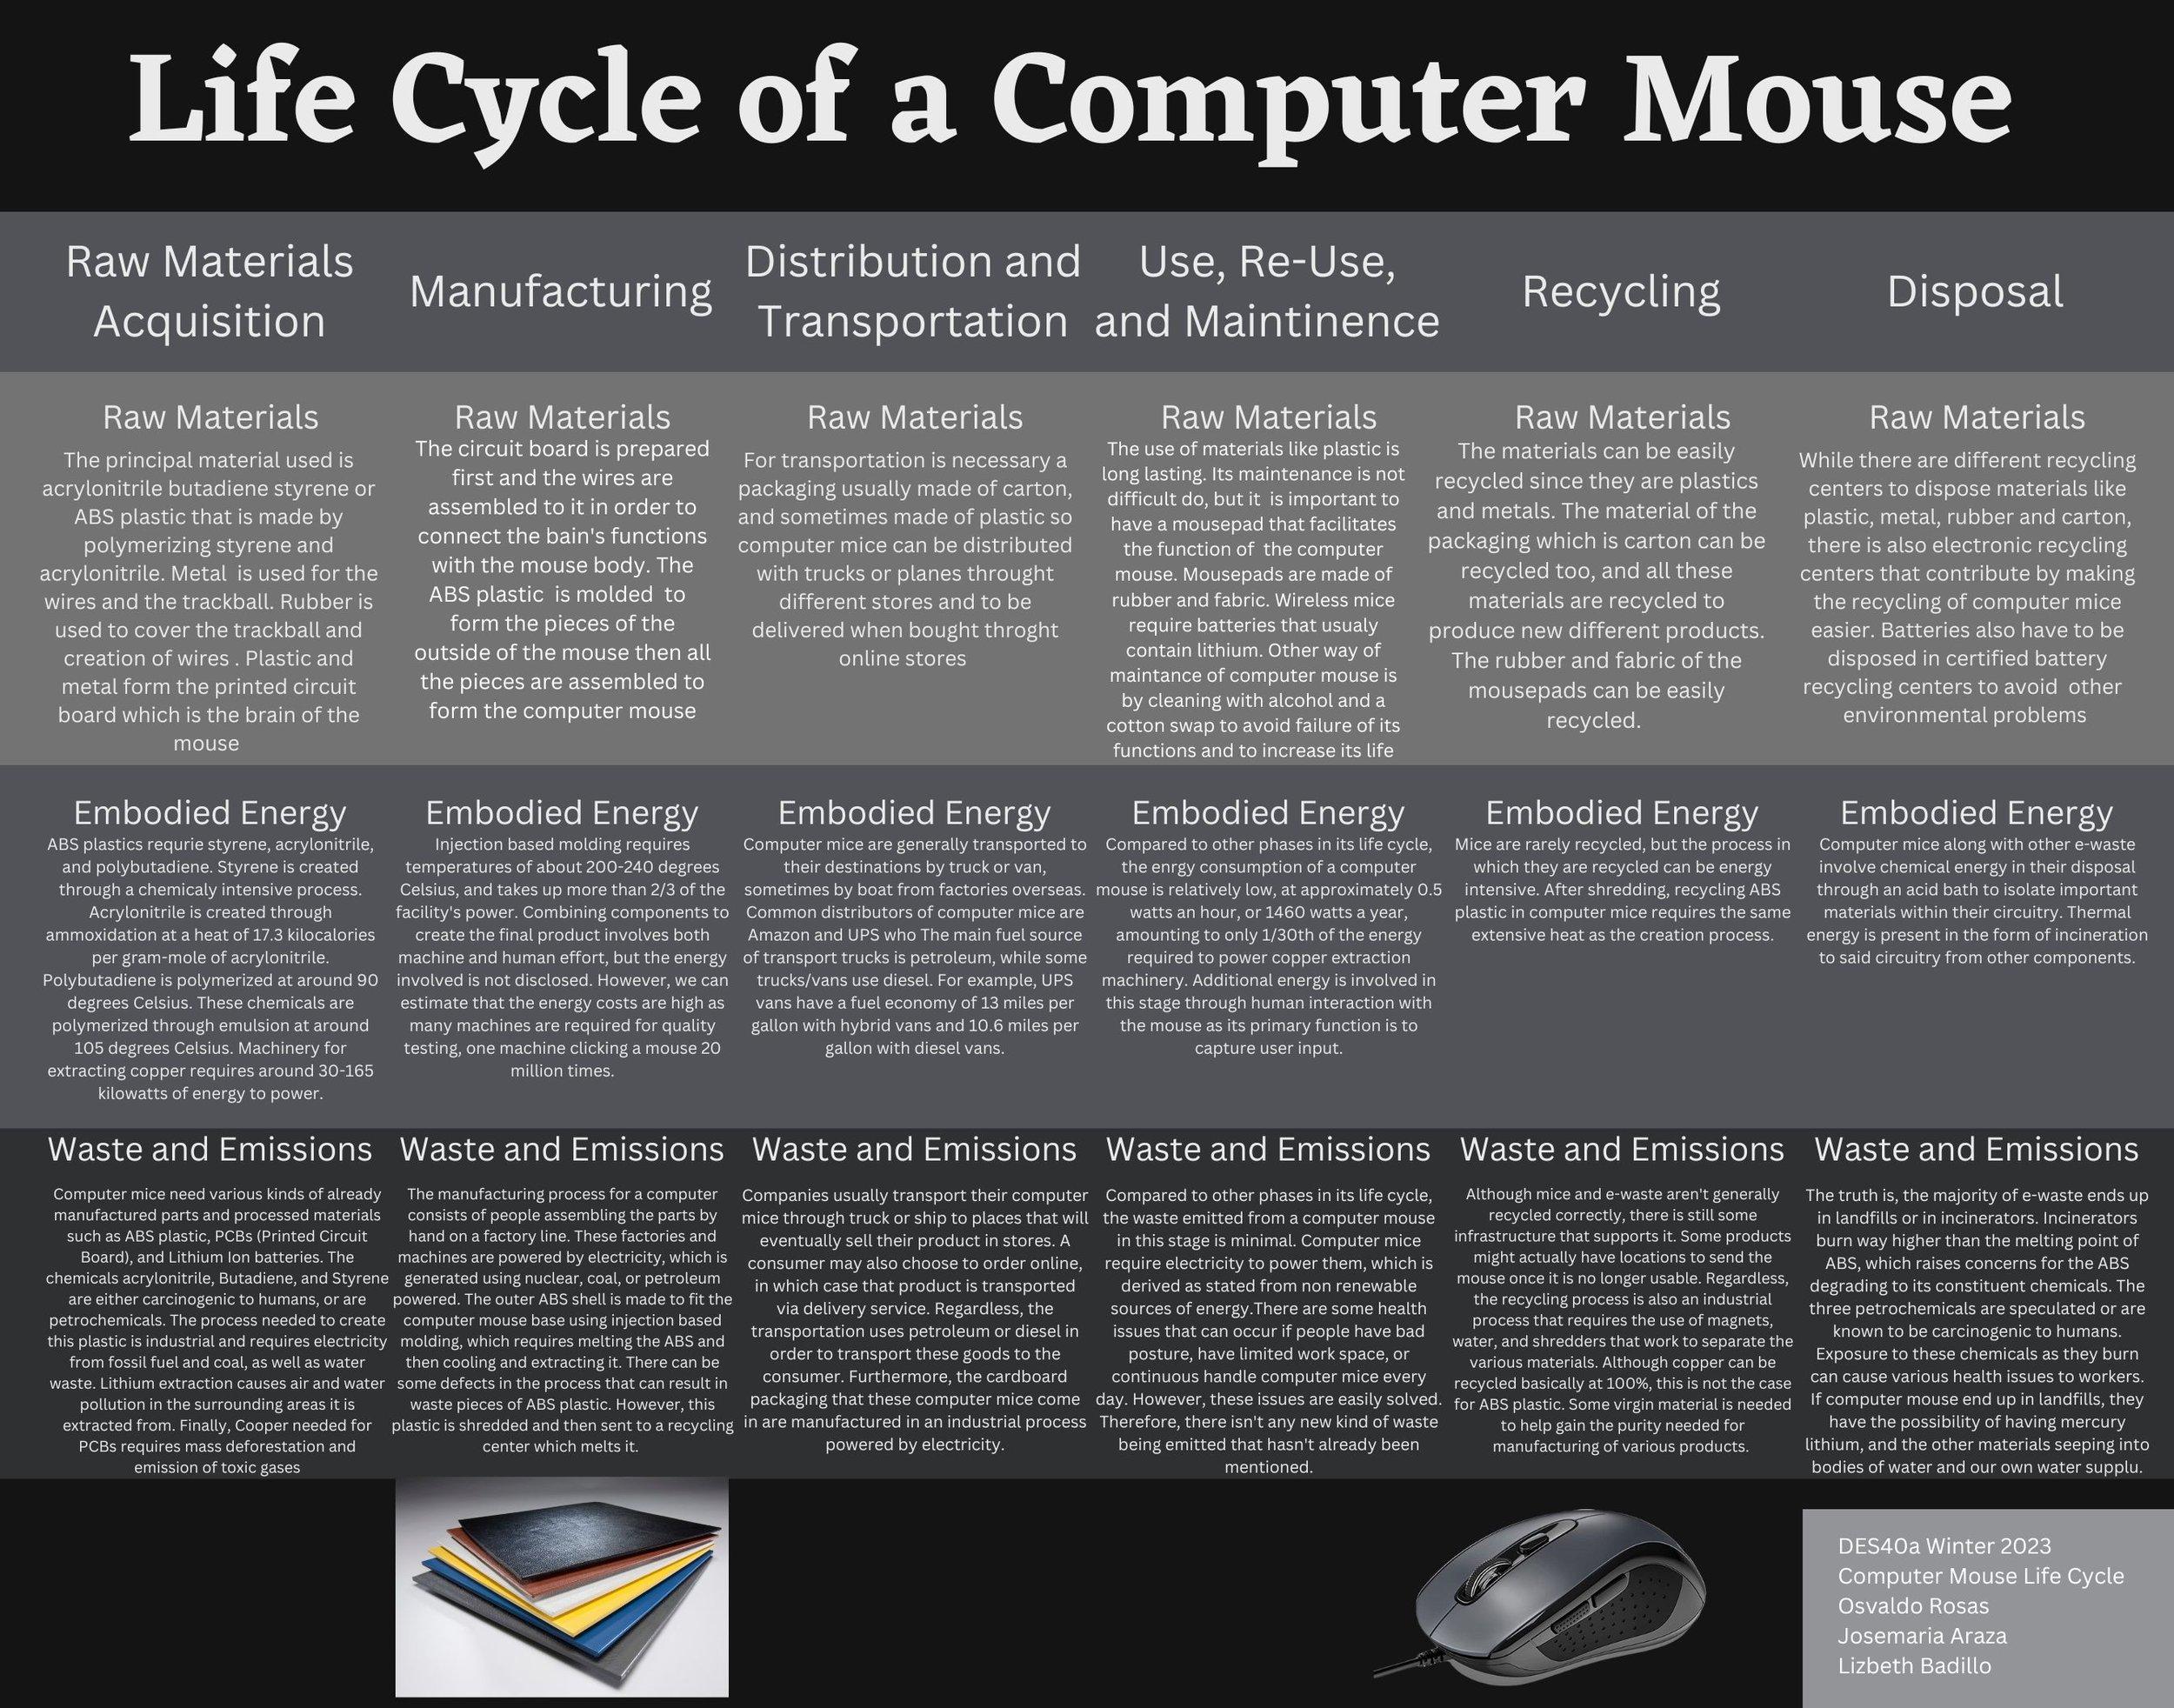 Life Cycle of a Computer Mouse
Raw Materials
Acquisition
Manufacturing
Distribution and
Transportation
Use, Re-Use,
and Maintinence
Recycling
Disposal
Raw Materials
The principal material used is
acrylonitrile butadiene styrene or
ABS plastic that is made by
polymerizing styrene and
acrylonitrile. Metal is used for the
wires and the trackball. Rubber is
used to cover the trackball and
creation of wires . Plastic and
metal form the printed circuit
board which is the brain of the
mouse
Raw Materials
The circuit board is prepared
first and the wires are
assembled to it in order to
connect the bain's functions
with the mouse body. The
ABS plastic is molded to
form the pieces of the
outside of the mouse then all
the pieces are assembled to
form the computer mouse
Raw Materials
For transportation is necessary a
packaging usually made of carton,
and sometimes made of plastic so
computer mice can be distributed
with trucks or planes throught
different stores and to be
delivered when bought throght
online stores
Raw Materials
The use of materials like plastic is
long lasting. Its maintenance is not
difficult do, but it is important to
have a mousepad that facilitates
the function of the computer
mouse. Mousepads are made of
rubber and fabric. Wireless mice
require batteries that usualy
contain lithium. Other way of
maintance of computer mouse is
by cleaning with alcohol and a
cotton swap to avoid failure of its
functions and to increase its life
Raw Materials
The materials can be easily
recycled since they are plastics
and metals. The material of the
packaging which is carton can be
recycled too, and all these
materials are recycled to
produce new different products.
The rubber and fabric of the
mousepads can be easily
recycled.
Raw Materials
While there are different recycling
centers to dispose materials like
plastic, metal, rubber and carton,
there is also electronic recycling
centers that contribute by making
the recycling of computer mice
easier. Batteries also have to be
disposed in certified battery
recycling centers to avoid other
environmental problems
Embodied Energy
ABS plastics requrie styrene, acrylonitrile,
and polybutadiene. Styrene is created
through a chemicaly intensive process.
Acrylonitrile is created through
ammoxidation at a heat of 17.3 kilocalories
per gram-mole of acrylonitrile.
Polybutadiene is polymerized at around 90
degrees Celsius. These chemicals are
polymerized through emulsion at around
105 degrees Celsius. Machinery for
extracting copper requires around 30-165
kilowatts of energy to power.
Embodied Energy
Injection based molding requires
temperatures of about 200-240 degrees
Celsius, and takes up more than 2/3 of the
facility's power. Combining components to
create the final product involves both
machine and human effort, but the energy
involved is not disclosed. However, we can
estimate that the energy costs are high as
many machines are required for quality
testing, one machine clicking a mouse 20
million times.
Embodied Energy
Computer mice are generally transported to
their destinations by truck or van,
sometimes by boat from factories overseas.
Common distributors of computer mice are
Amazon and UPS who The main fuel source
of transport trucks is petroleum, while some
trucks/vans use diesel. For example, UPS
vans have a fuel economy of 13 miles per
gallon with hybrid vans and 10.6 miles per
gallon with diesel vans.
Embodied Energy
Compared to other phases in its life cycle,
the enrgy consumption of a computer
mouse is relatively low, at approximately 0.5
watts an hour, or 1460 watts a year,
amounting to only 1/30th of the energy
required to power copper extraction
machinery. Additional energy is involved in
this stage through human interaction with
the mouse as its primary function is to
capture user input.
Embodied Energy
Mice are rarely recycled, but the process in
which they are recycled can be energy
intensive. After shredding, recycling ABS
plastic in computer mice requires the same
extensive heat as the creation process.
Embodied Energy
Computer mice along with other e-waste
involve chemical energy in their disposal
through an acid bath to isolate important
materials within their circuitry. Thermal
energy is present in the form of incineration
to said circuitry from other components.
Waste and Emissions
Computer mice need various kinds of already
manufactured parts and processed materials
such as ABS plastic, PCBs (Printed Circuit
Board), and Lithium Ion batteries. The
chemicals acrylonitrile, Butadiene, and Styrene
are either carcinogenic to humans, or are
petrochemicals. The process needed to create
this plastic is industrial and requires electricity
from fossil fuel and coal, as well as water
waste. Lithium extraction causes air and water
pollution in the surrounding areas it is
extracted from. Finally, Cooper needed for
PCBs requires mass deforestation and
emission of toxic gases
Waste and Emissions
The manufacturing process for a computer
consists of people assembling the parts by
hand on a factory line. These factories and
machines are powered by electricity, which is
generated using nuclear, coal, or petroleum
powered. The outer ABS shell is made to fit the
computer mouse base using injection based
molding, which requires melting the ABS and
then cooling and extracting it. There can be
some defects in the process that can result in
waste pieces of ABS plastic. However, this
plastic is shredded and then sent to a recycling
center which melts it.
Waste and Emissions
Companies usually transport their computer
mice through truck or ship to places that will
eventually sell their product in stores. A
consumer may also choose to order online,
in which case that product is transported
via delivery service. Regardless, the
transportation uses petroleum or diesel in
order to transport these goods to the
consumer. Furthermore, the cardboard
packaging that these computer mice come
in are manufactured in an industrial process
powered by electricity.
Waste and Emissions
Compared to other phases in its life cycle,
the waste emitted from a computer mouse
in this stage is minimal. Computer mice
require electricity to power them, which is
derived as stated from non renewable
sources of energy.There are some health
issues that can occur if people have bad
posture, have limited work space, or
continuous handle computer mice every
day. However, these issues are easily solved.
Therefore, there isn't any new kind of waste
being emitted that hasn't already been
mentioned.
Waste and Emissions
Although mice and e-waste aren't generally
recycled correctly, there is still some
infrastructure that supports it. Some products
might actually have locations to send the
mouse once it is no longer usable. Regardless,
the recycling process is also an industrial
process that requires the use of magnets,
water, and shredders that work to separate the
various materials. Although copper can be
recycled basically at 100%, this is not the case
for ABS plastic. Some virgin material is needed
to help gain the purity needed for
manufacturing of various products.
Waste and Emissions
The truth is, the majority of e-waste ends up
in landfills or in incinerators. Incinerators
burn way higher than the melting point of
ABS, which raises concerns for the ABS
degrading to its constituent chemicals. The
three petrochemicals are speculated or are
known to be carcinogenic to humans.
Exposure to these chemicals as they burn
can cause various health issues to workers.
If computer mouse end up in landfills, they
have the possibility of having mercury
lithium, and the other materials seeping into
bodies of water and our own water supplu.
DES40a Winter 2023
Computer Mouse Life Cycle
Osvaldo Rosas
Josemaria Araza
Lizbeth Badillo